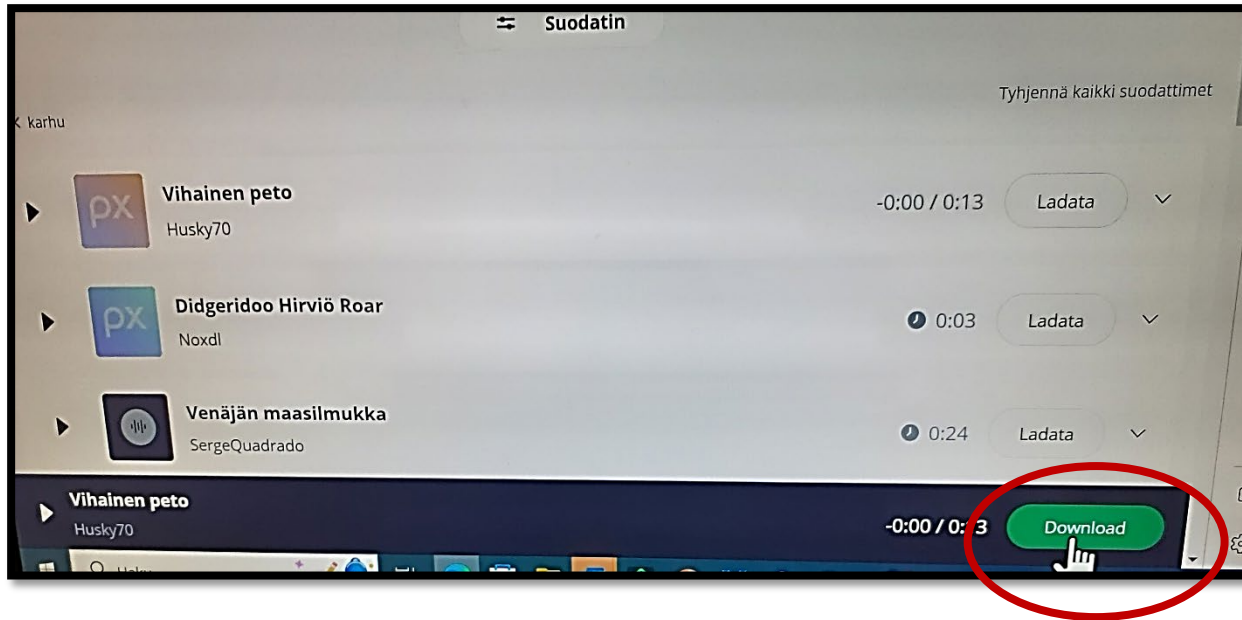 Suodatin
Tyhjennä kaikki suodattimet
karhu
px
Vihainen peto
Husky70
-0:00 / 0:13
Ladata
px
Didgeridoo Hirviö Roar
Noxdl
0:03
Ladata
Venäjän maasilmukka
SergeQuadrado
0:24
Ladata
Vihainen peto
Husky70
-0:00 / 0:13
Download